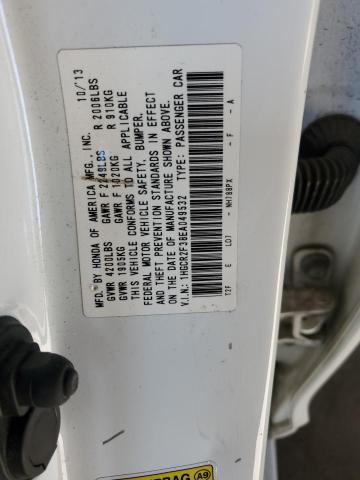 MFD. BY HONDA OF AMERICA MFG., INC. 10/13
GVWR 4200LBS GAWR F 2249LBS R 2006LBS
GVWR 1905KG GAWR F 1020KG R 910KG
THIS VEHICLE CONFORMS TO ALL APPLICABLE
FEDERAL MOTOR VEHICLE SAFETY, BUMPER,
AND THEFT PREVENTION STANDARDS IN EFFECT
ON THE DATE OF MANUFACTURE SHOWN ABOVE.
V.I.N.: 1HGCR2F38EA049532 TYPE: PASSENGER CAR
T2F E L07 - NH788PX - F - A
A9